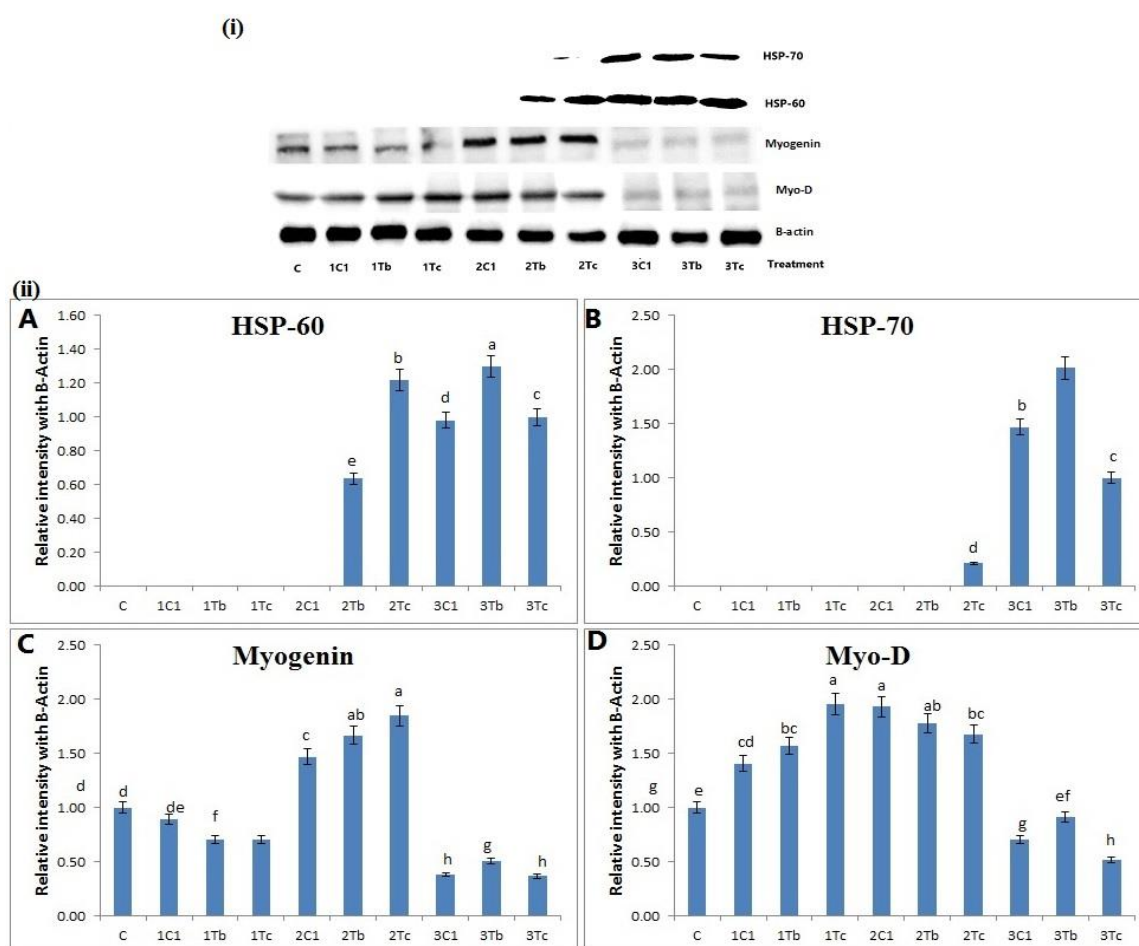 (i)
HSP-70
HSP-60
Myogenin
Myo-D
B-actin
C 1C1 1Tb 1Tc 2C1 2Tb 2Tc 3C1 3Tb 3Tc Treatment
(ii)
A HSP-60
Relative intensity with B-Actin
1.60
1.40
1.20
1.00
0.80
0.60
0.40
0.20
0.00
e b d a c
C 1C1 1Tb 1Tc 2C1 2Tb 2Tc 3C1 3Tb 3Tc
B HSP-70
Relative intensity with B-Actin
2.50
2.00
1.50
1.00
0.50
0.00
d b c
C 1C1 1Tb 1Tc 2C1 2Tb 2Tc 3C1 3Tb 3Tc
C Myogenin
Relative intensity with B-Actin
2.50
2.00
1.50
1.00
0.50
0.00
d d de f c ab a h g h
C 1C1 1Tb 1Tc 2C1 2Tb 2Tc 3C1 3Tb 3Tc
D Myo-D
Relative intensity with B-Actin
2.50
2.00
1.50
1.00
0.50
0.00
g e cd bc a a ab bc g ef h
C 1C1 1Tb 1Tc 2C1 2Tb 2Tc 3C1 3Tb 3Tc